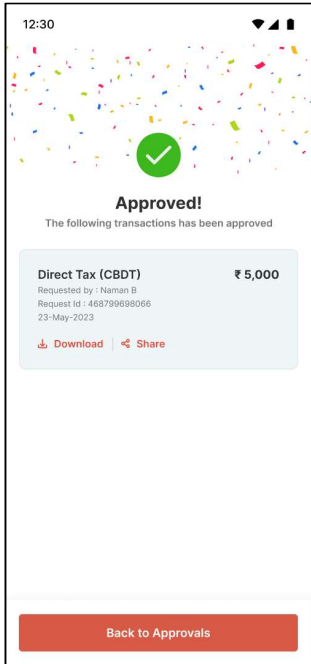 12:30
Approved!
The following transactions has been approved
Direct Tax (CBDT) ₹ 5,000
Requested by : Naman B
Request Id : 468799698066
23-May-2023
Download | Share
Back to Approvals